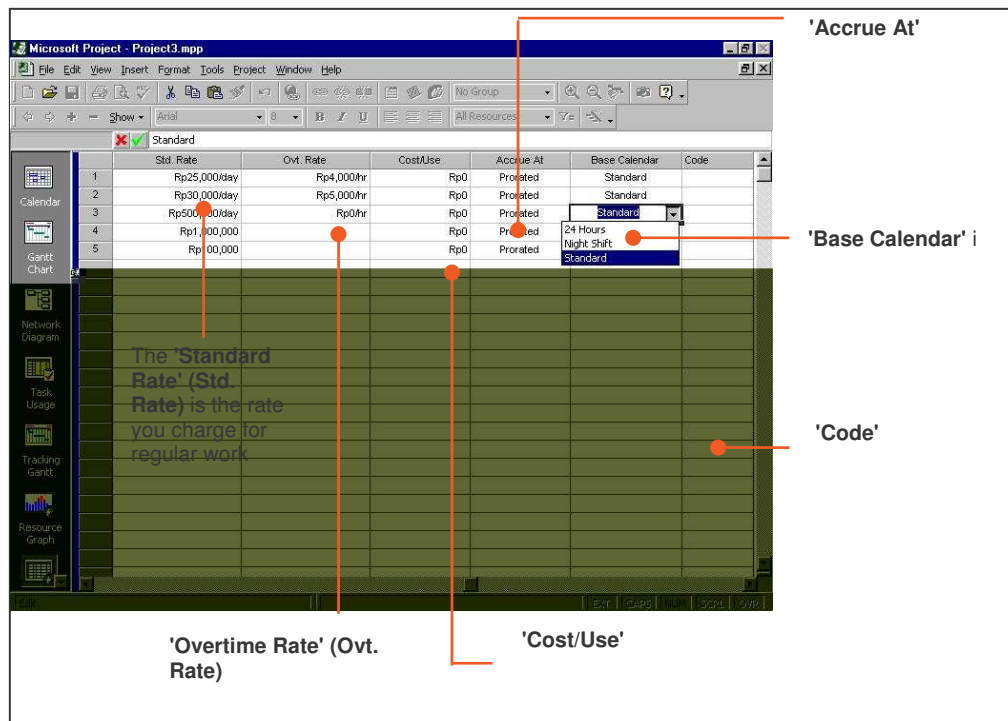 'Accrue At'
Microsoft Project - Project3.mpp
File Edit View Insert Format Tools Project Window Help
No Group
Show Arial 8 B I U All Resources
Standard
Std. Rate Ovt. Rate Cost/Use Accrue At Base Calendar Code
1 Rp25,000/day Rp4,000/hr Rp0 Prorated Standard
2 Rp30,000/day Rp5,000/hr Rp0 Prorated Standard
3 Rp0/hr Rp0 Prorated Standard
4 Rp0
5 Rp0 Prorated
24 Hours
Night Shift
Standard
'Base Calendar' i
Calendar
Gantt
Chart
Network
Diagram
Task
Usage
Tracking
Gantt
Resource
Graph
The 'Standard
Rate' (Std.
Rate) is the rate
you charge for
regular work
'Code'
Edit EXT CAPS NUM SCRL OVR
'Overtime Rate' (Ovt.
Rate)
'Cost/Use'